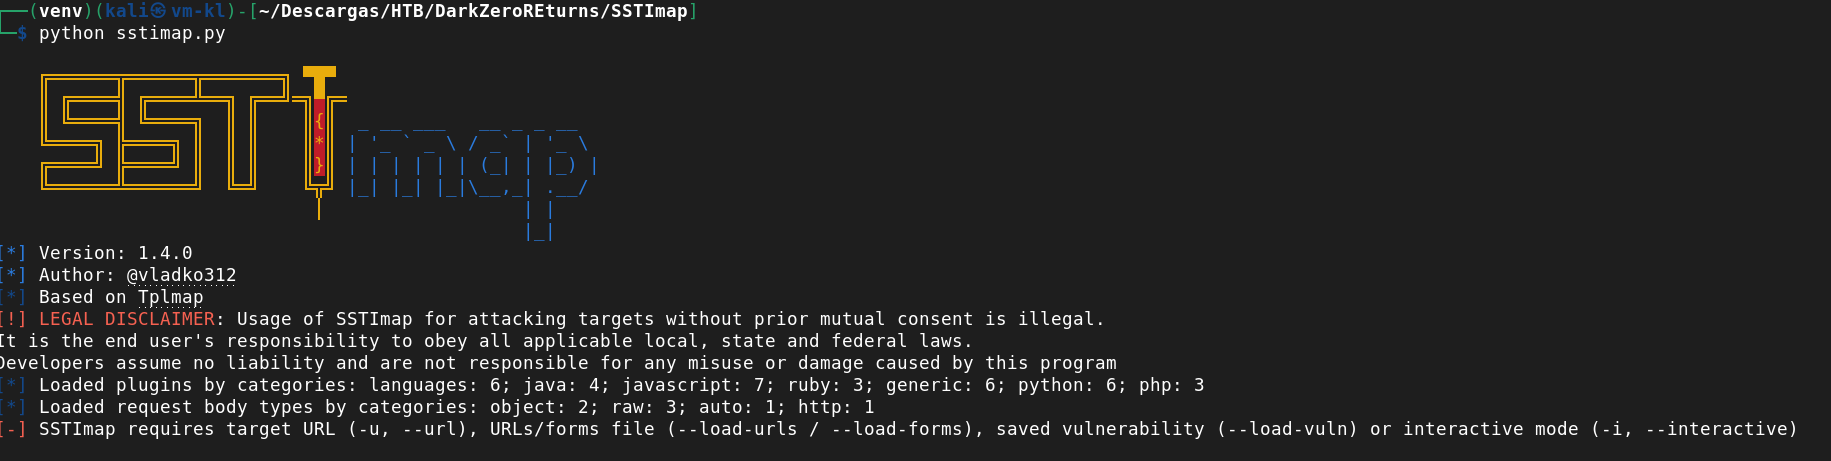 (venv)(kali㉿vm-kl)-[~/Descargas/HTB/DarkZeroREturns/SSTImap]
$ python sstimap.py
SSTI
{
*
}
map
[*] Version: 1.4.0
[*] Author: @vladko312
[*] Based on Tplmap
[!] LEGAL DISCLAIMER: Usage of SSTImap for attacking targets without prior mutual consent is illegal.
It is the end user's responsibility to obey all applicable local, state and federal laws.
Developers assume no liability and are not responsible for any misuse or damage caused by this program
[*] Loaded plugins by categories: languages: 6; java: 4; javascript: 7; ruby: 3; generic: 6; python: 6; php: 3
[*] Loaded request body types by categories: object: 2; raw: 3; auto: 1; http: 1
[-] SSTImap requires target URL (-u, --url), URLs/forms file (--load-urls / --load-forms), saved vulnerability (--load-vuln) or interactive mode (-i, --interactive)